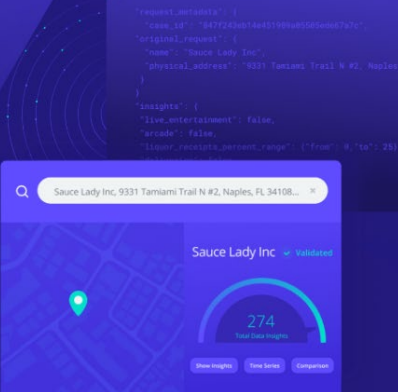 "request_metadata": {
"case_id": "647f243eb14e431909a05503ede67a7c",
"original_request": {
"name": "Sauce Lady Inc",
"physical_address": "9331 Tamiami Trail N #2, Naples
}
}
"insights": {
"live_entertainment": false,
"arcade": false,
"liquor_receipts_percent_range": {"from": 0,"to": 25}
Sauce Lady Inc, 9331 Tamiami Trail N #2, Naples, FL 34108... ×
Sauce Lady Inc Validated
274
Total Data Insights
Show Insights Time Series Comparison